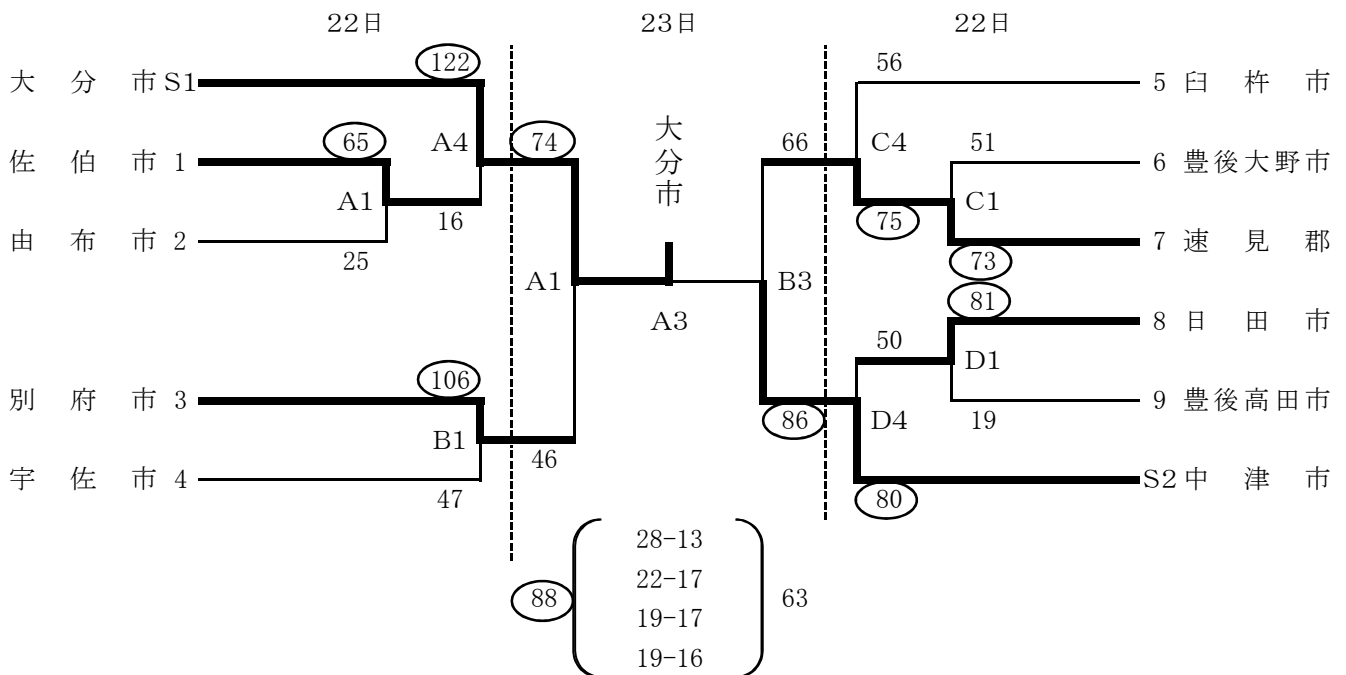 22日 23日 22日
122 56
大分市 S1 5 臼杵市
65 A4 74 大分市 66 C4 51
佐伯市 1 6 豊後大野市
A1 16 75 C1
由布市 2 7 速見郡
25 73
A1 B3 81
A3 8 日田市
50 D1
106
別府市 3 9 豊後高田市
86 D4 19
B1 46
宇佐市 4 S2 中津市
47 80
28-13
22-17
88 63
19-17
19-16